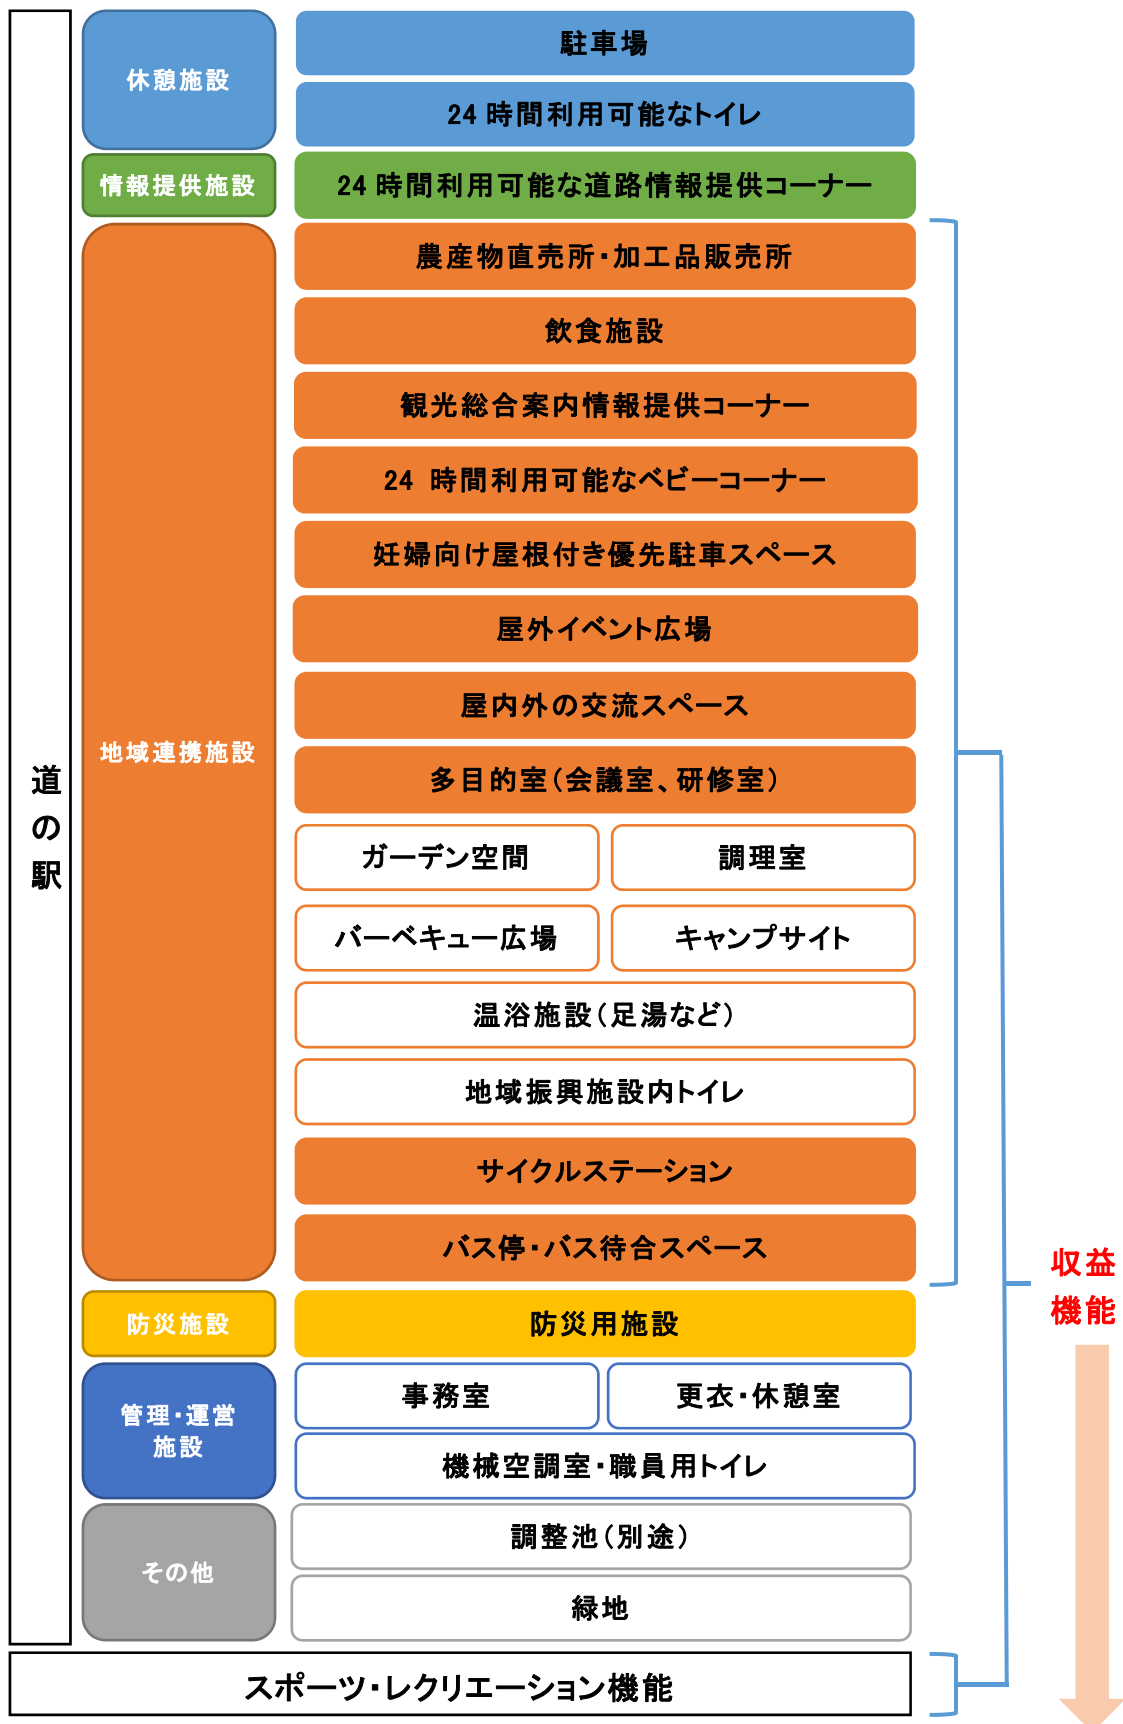 道の駅
休憩施設
駐車場
24時間利用可能なトイレ
情報提供施設
24時間利用可能な道路情報提供コーナー
地域連携施設
農産物直売所・加工品販売所
飲食施設
観光総合案内情報提供コーナー
24 時間利用可能なベビーコーナー
妊婦向け屋根付き優先駐車スペース
屋外イベント広場
屋内外の交流スペース
多目的室（会議室、研修室）
ガーデン空間
調理室
バーベキュー広場
キャンプサイト
温浴施設（足湯など）
地域振興施設内トイレ
サイクルステーション
バス停・バス待合スペース
防災施設
防災用施設
管理・運営
施設
事務室
更衣・休憩室
機械空調室・職員用トイレ
その他
調整池（別途）
緑地
スポーツ・レクリエーション機能
収益
機能